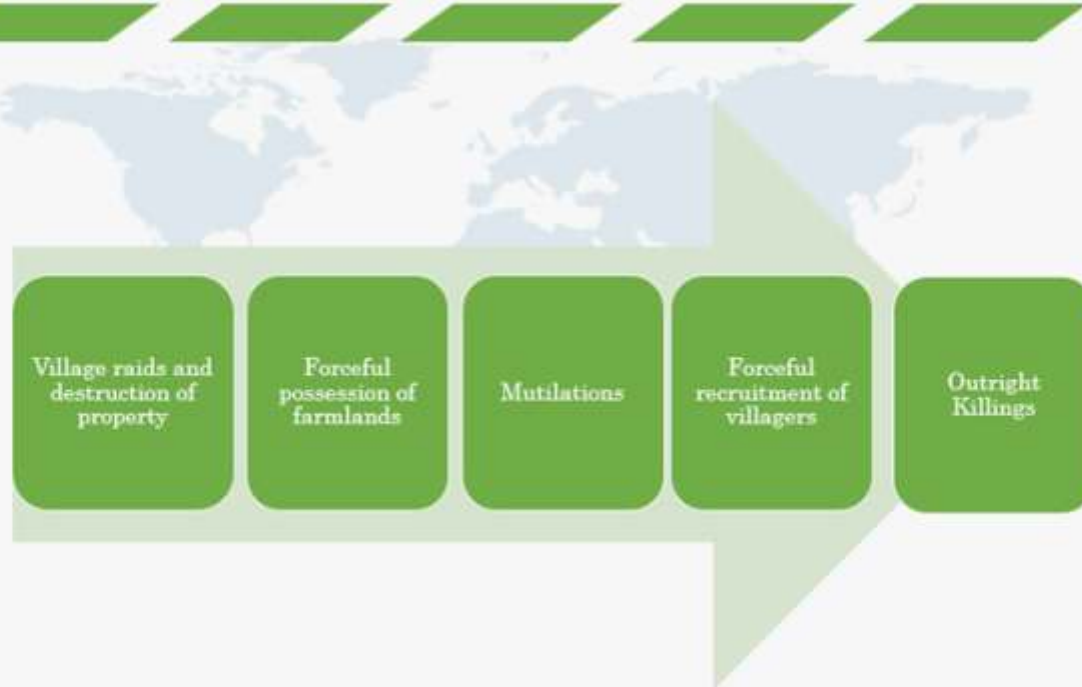 Village raids and
destruction of
property
Forceful
possession of
farmlands
Mutilations
Forceful
recruitment of
villagers
Outright
Killings